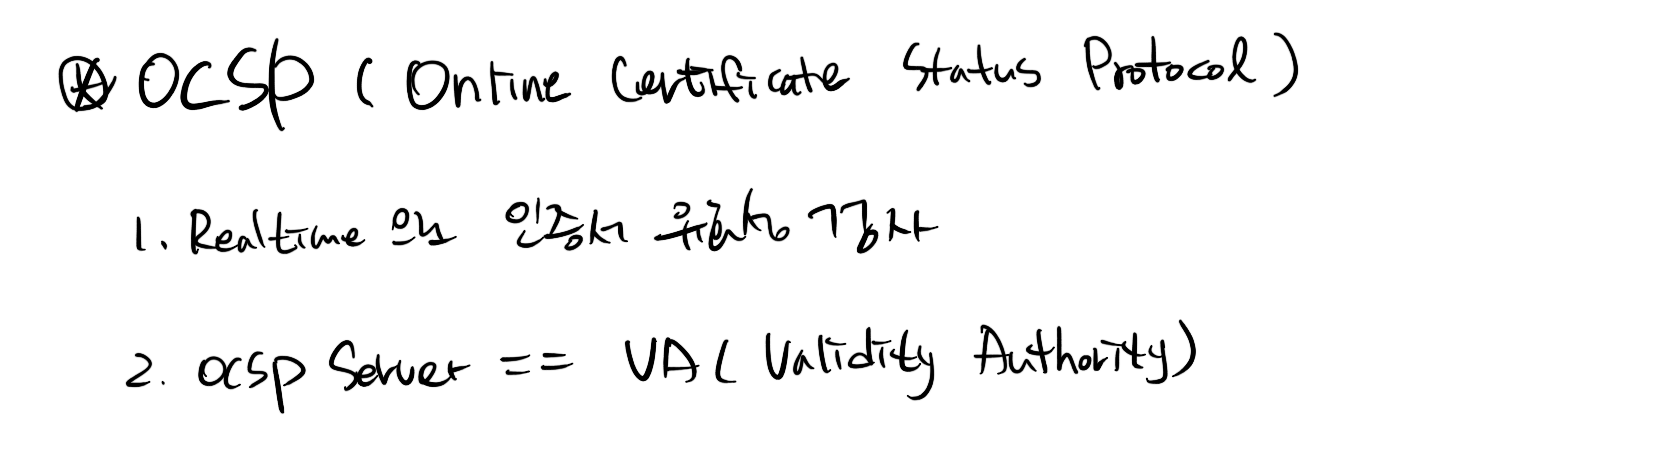 ⊛ OCSP ( Online Certificate Status Protocol )
1. Realtime 으로 인증서 유효성 검사
2. OCSP Server == VA ( Validity Authority )